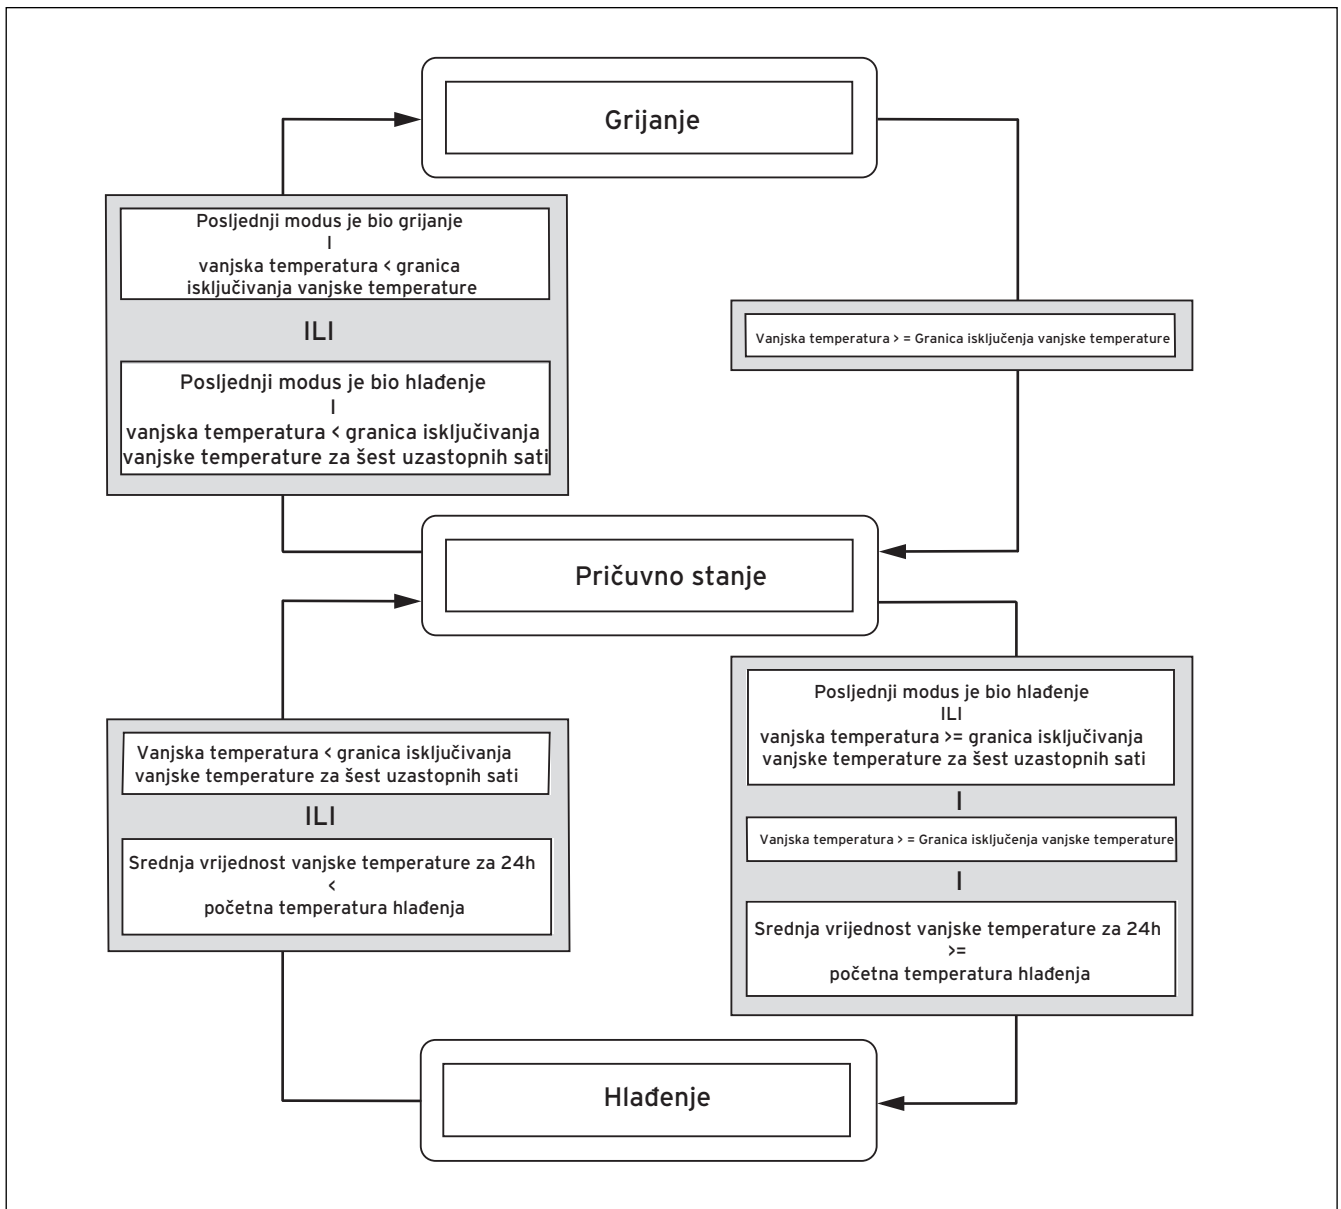 Grijanje
Posljednji modus je bio grijanje
I
vanjska temperatura < granica
isključivanja vanjske temperature
ILI
Posljednji modus je bio hlađenje
I
vanjska temperatura < granica isključivanja
vanjske temperature za šest uzastopnih sati
Vanjska temperatura > = Granica isključenja vanjske temperature
Pričuvno stanje
Vanjska temperatura < granica isključivanja
vanjske temperature za šest uzastopnih sati
ILI
Srednja vrijednost vanjske temperature za 24h
<
početna temperatura hlađenja
Posljednji modus je bio hlađenje
ILI
vanjska temperatura >= granica isključivanja
vanjske temperature za šest uzastopnih sati
I
Vanjska temperatura > = Granica isključenja vanjske temperature
I
Srednja vrijednost vanjske temperature za 24h
>=
početna temperatura hlađenja
Hlađenje